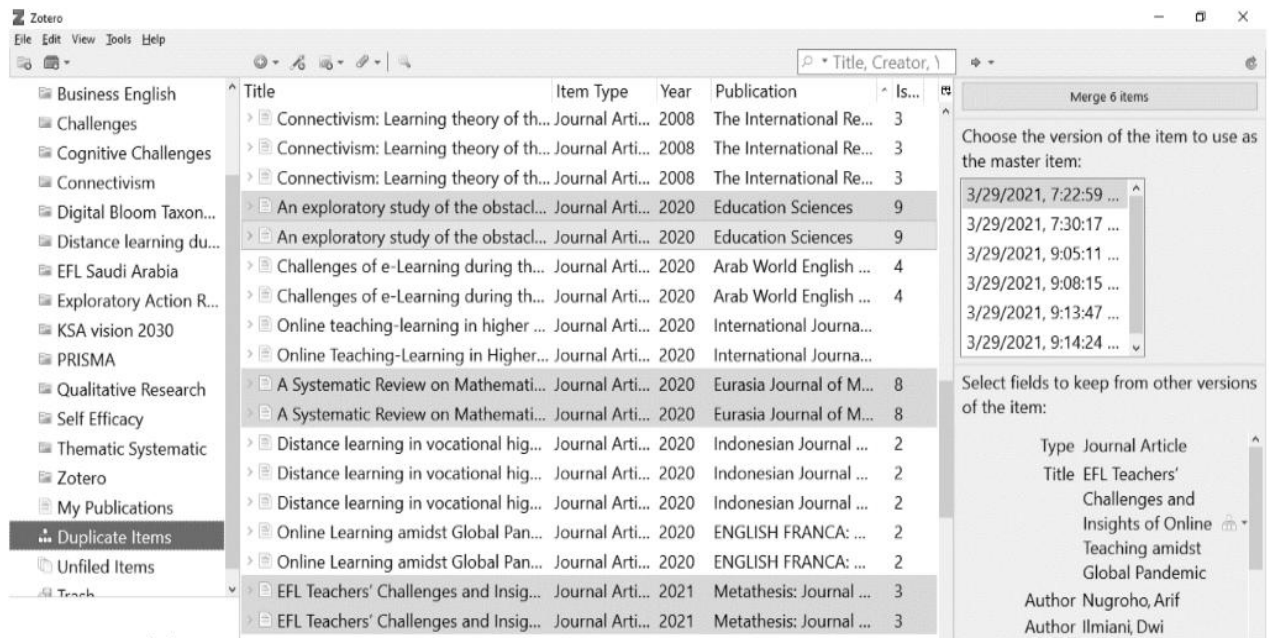 Zotero
File Edit View Tools Help
Title, Creator, Y
Business English
Challenges
Cognitive Challenges
Connectivism
Digital Bloom Taxon...
Distance learning du...
EFL Saudi Arabia
Exploratory Action R...
KSA vision 2030
PRISMA
Qualitative Research
Self Efficacy
Thematic Systematic
Zotero
My Publications
Duplicate Items
Unfiled Items
Trash
Title Item Type Year Publication Is...
Connectivism: Learning theory of th... Journal Arti... 2008 The International Re... 3
Connectivism: Learning theory of th... Journal Arti... 2008 The International Re... 3
Connectivism: Learning theory of th... Journal Arti... 2008 The International Re... 3
An exploratory study of the obstacl... Journal Arti... 2020 Education Sciences 9
An exploratory study of the obstacl... Journal Arti... 2020 Education Sciences 9
Challenges of e-Learning during th... Journal Arti... 2020 Arab World English ... 4
Challenges of e-Learning during th... Journal Arti... 2020 Arab World English ... 4
Online teaching-learning in higher ... Journal Arti... 2020 International Journa...
Online Teaching-Learning in Higher... Journal Arti... 2020 International Journa...
A Systematic Review on Mathemati... Journal Arti... 2020 Eurasia Journal of M... 8
A Systematic Review on Mathemati... Journal Arti... 2020 Eurasia Journal of M... 8
Distance learning in vocational hig... Journal Arti... 2020 Indonesian Journal ... 2
Distance learning in vocational hig... Journal Arti... 2020 Indonesian Journal ... 2
Distance learning in vocational hig... Journal Arti... 2020 Indonesian Journal ... 2
Online Learning amidst Global Pan... Journal Arti... 2020 ENGLISH FRANCA: ... 2
Online Learning amidst Global Pan... Journal Arti... 2020 ENGLISH FRANCA: ... 2
EFL Teachers' Challenges and Insig... Journal Arti... 2021 Metathesis: Journal ... 3
EFL Teachers' Challenges and Insig... Journal Arti... 2021 Metathesis: Journal ... 3
Merge 6 items
Choose the version of the item to use as
the master item:
3/29/2021, 7:22:59 ...
3/29/2021, 7:30:17 ...
3/29/2021, 9:05:11 ...
3/29/2021, 9:08:15 ...
3/29/2021, 9:13:47 ...
3/29/2021, 9:14:24 ...
Select fields to keep from other versions
of the item:
Type Journal Article
Title EFL Teachers'
Challenges and
Insights of Online
Teaching amidst
Global Pandemic
Author Nugroho, Arif
Author Ilmiani, Dwi